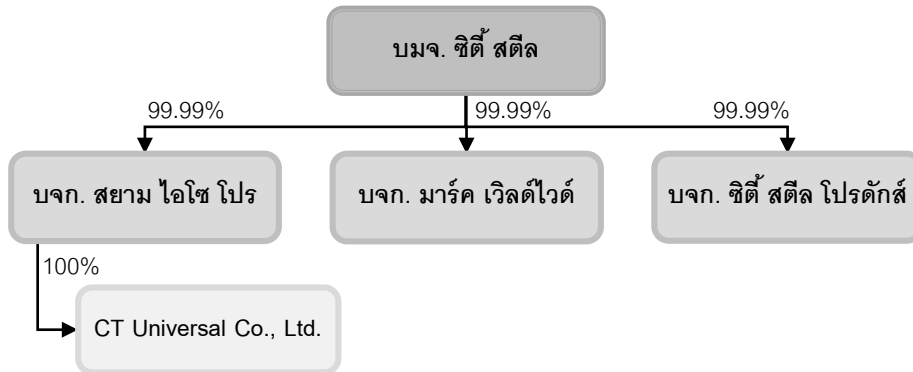 บมจ. ซิตี้ สตีล
99.99%
99.99%
99.99%
บจก. สยาม ไอโซ โปร
บจก. มาร์ค เวิลด์ไวด์
บจก. ซิตี้ สตีล โปรดักส์
100%
CT Universal Co., Ltd.